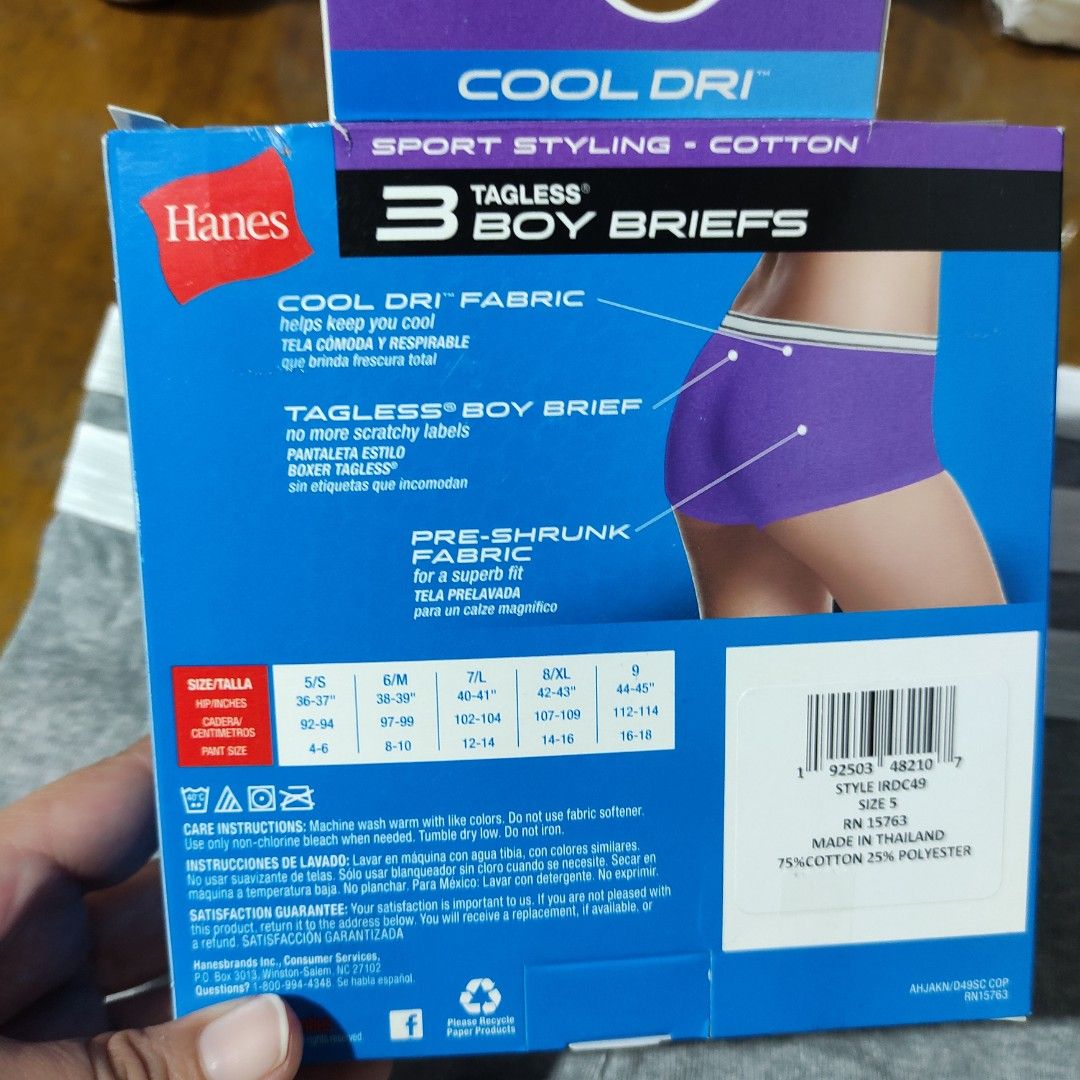 COOL DRI™
SPORT STYLING - COTTON
Hanes
3 TAGLESS®
BOY BRIEFS
COOL DRI™ FABRIC
helps keep you cool
TELA CÓMODA Y RESPIRABLE
que brinda frescura total
TAGLESS® BOY BRIEF
no more scratchy labels
PANTALETA ESTILO
BOXER TAGLESS®
sin etiquetas que incomodan
PRE-SHRUNK
FABRIC
for a superb fit
TELA PRELAVADA
para un calze magnífico
SIZE/TALLA 5/S 6/M 7/L 8/XL 9
HIP/INCHES 36-37" 38-39" 40-41" 42-43" 44-45"
CADERA/
CENTIMETROS 92-94 97-99 102-104 107-109 112-114
PANT SIZE 4-6 8-10 12-14 14-16 16-18
40°C
CARE INSTRUCTIONS: Machine wash warm with like colors. Do not use fabric softener.
Use only non-chlorine bleach when needed. Tumble dry low. Do not iron.
INSTRUCCIONES DE LAVADO: Lavar en máquina con agua tibia, con colores similares.
No usar suavizante de telas. Sólo usar blanqueador sin cloro cuando se necesite. Secar en
máquina a temperatura baja. No planchar. Para México: Lavar con detergente. No exprimir.
SATISFACTION GUARANTEE: Your satisfaction is important to us. If you are not pleased with
this product, return it to the address below. You will receive a replacement, if available, or
a refund. SATISFACCIÓN GARANTIZADA
Hanesbrands Inc., Consumer Services,
P.O. Box 3013, Winston-Salem, NC 27102
Questions? 1-800-994-4348 Se habla español.
rights reserved
f
Please Recycle
Paper Products
1 92503 48210 7
STYLE IRDC49
SIZE 5
RN 15763
MADE IN THAILAND
75%COTTON 25% POLYESTER
AHJAKN/D49SC COP
RN15763